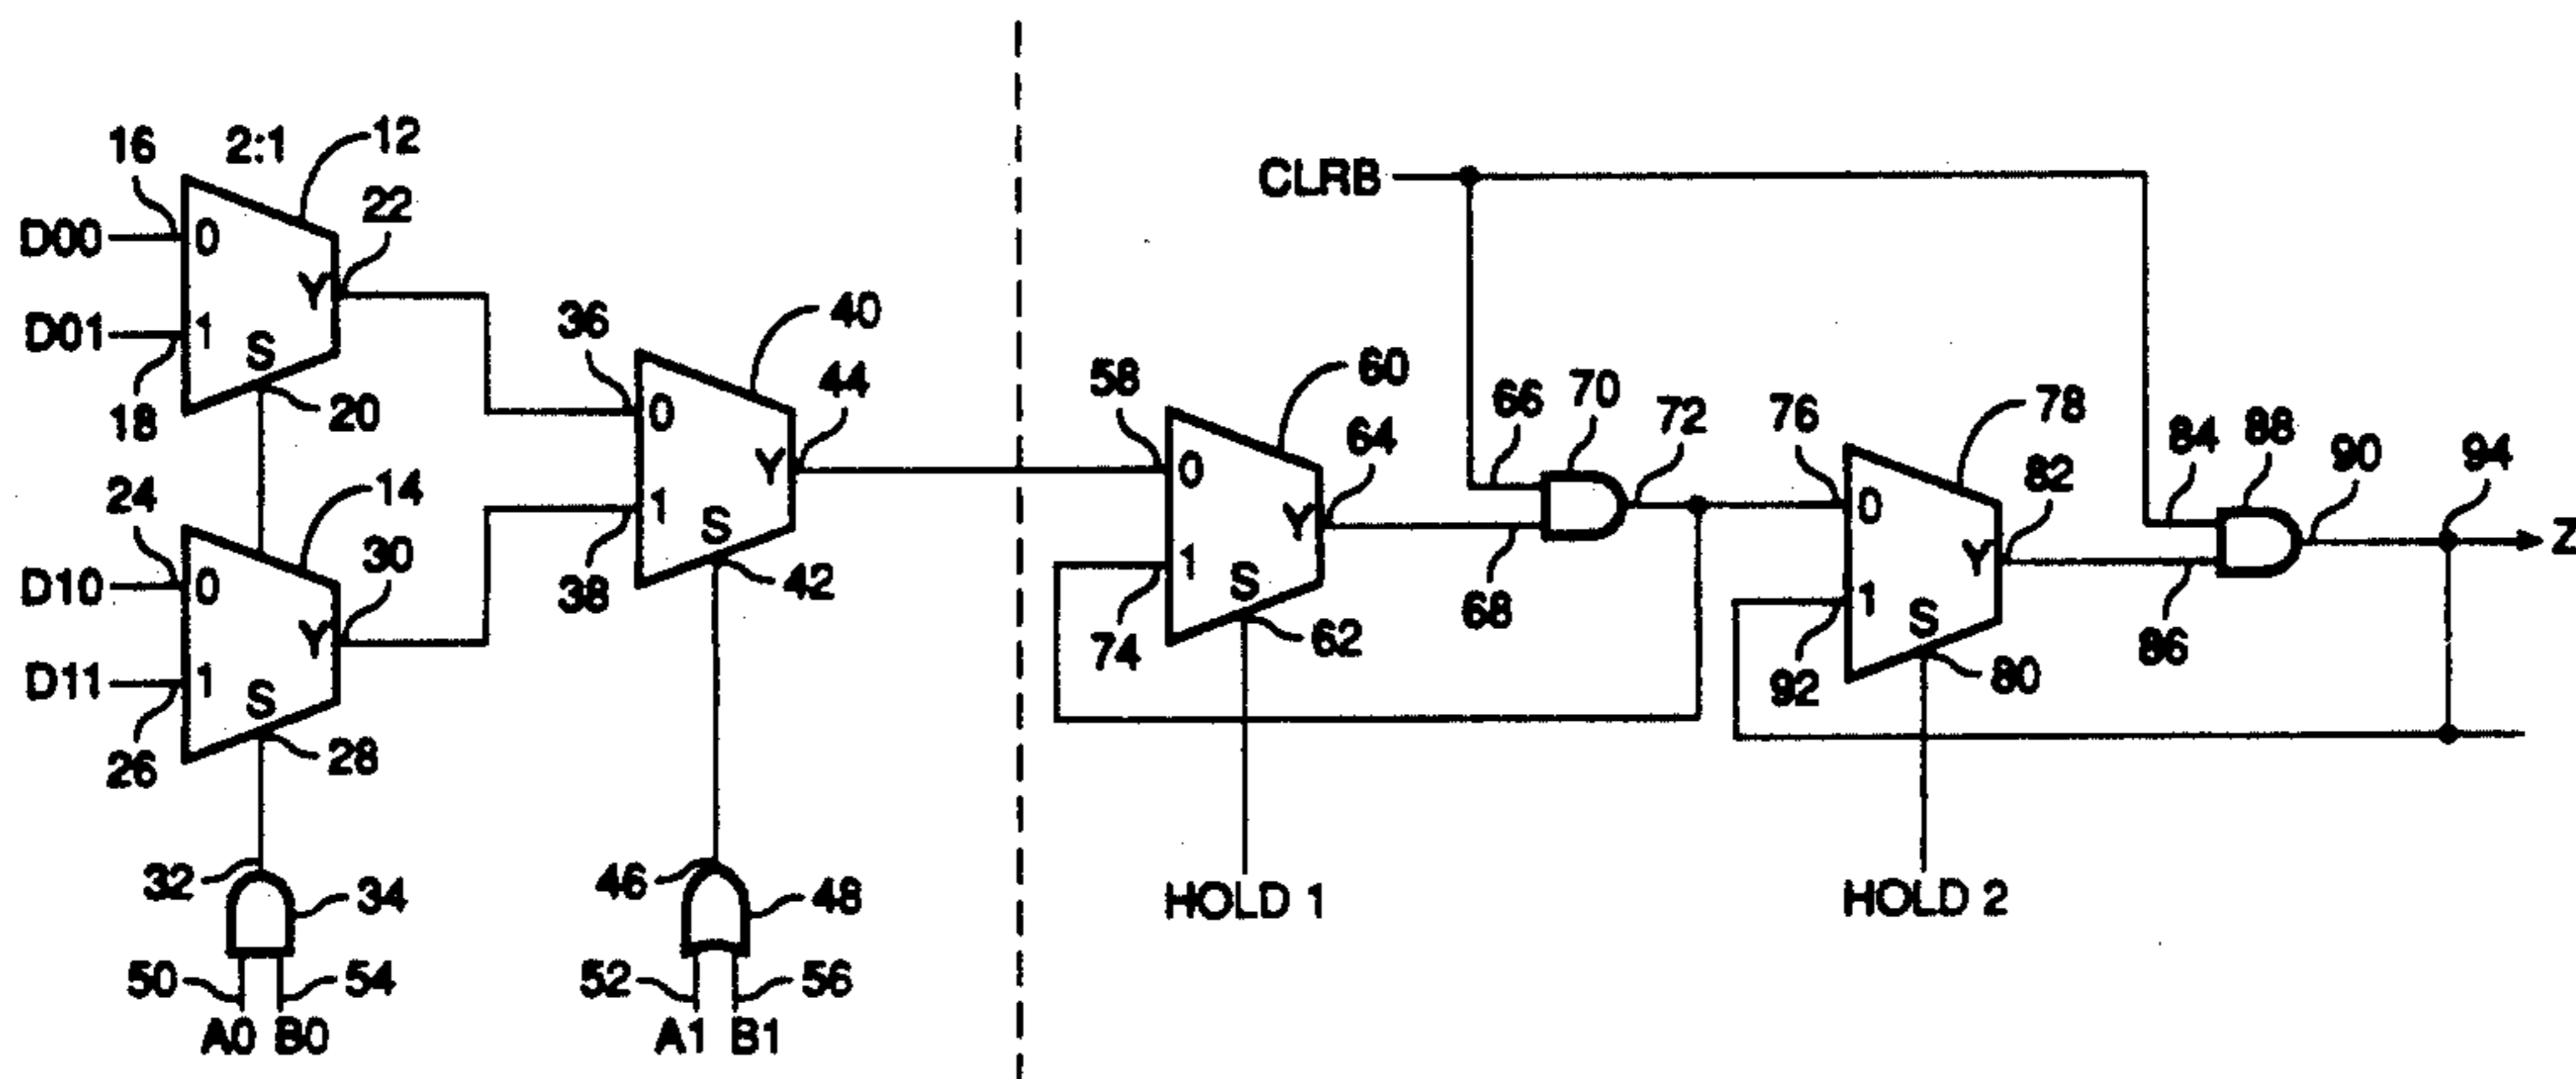 16 2:1 12
22
D00 0
Y
D01 1
S
18 20
36 40
44
0
Y
1
S
38 42
24 14
30
D10 0
Y
D11 1
S
26 28
32 34
50 54
A0 B0
46 48
52 56
A1 B1
CLRB
58 60
64
66 70 72
0
Y
1
S
74 62
68
HOLD 1
76 78
82
0
Y
1
S
92 80
84 88 90 94
Z
86
HOLD 2